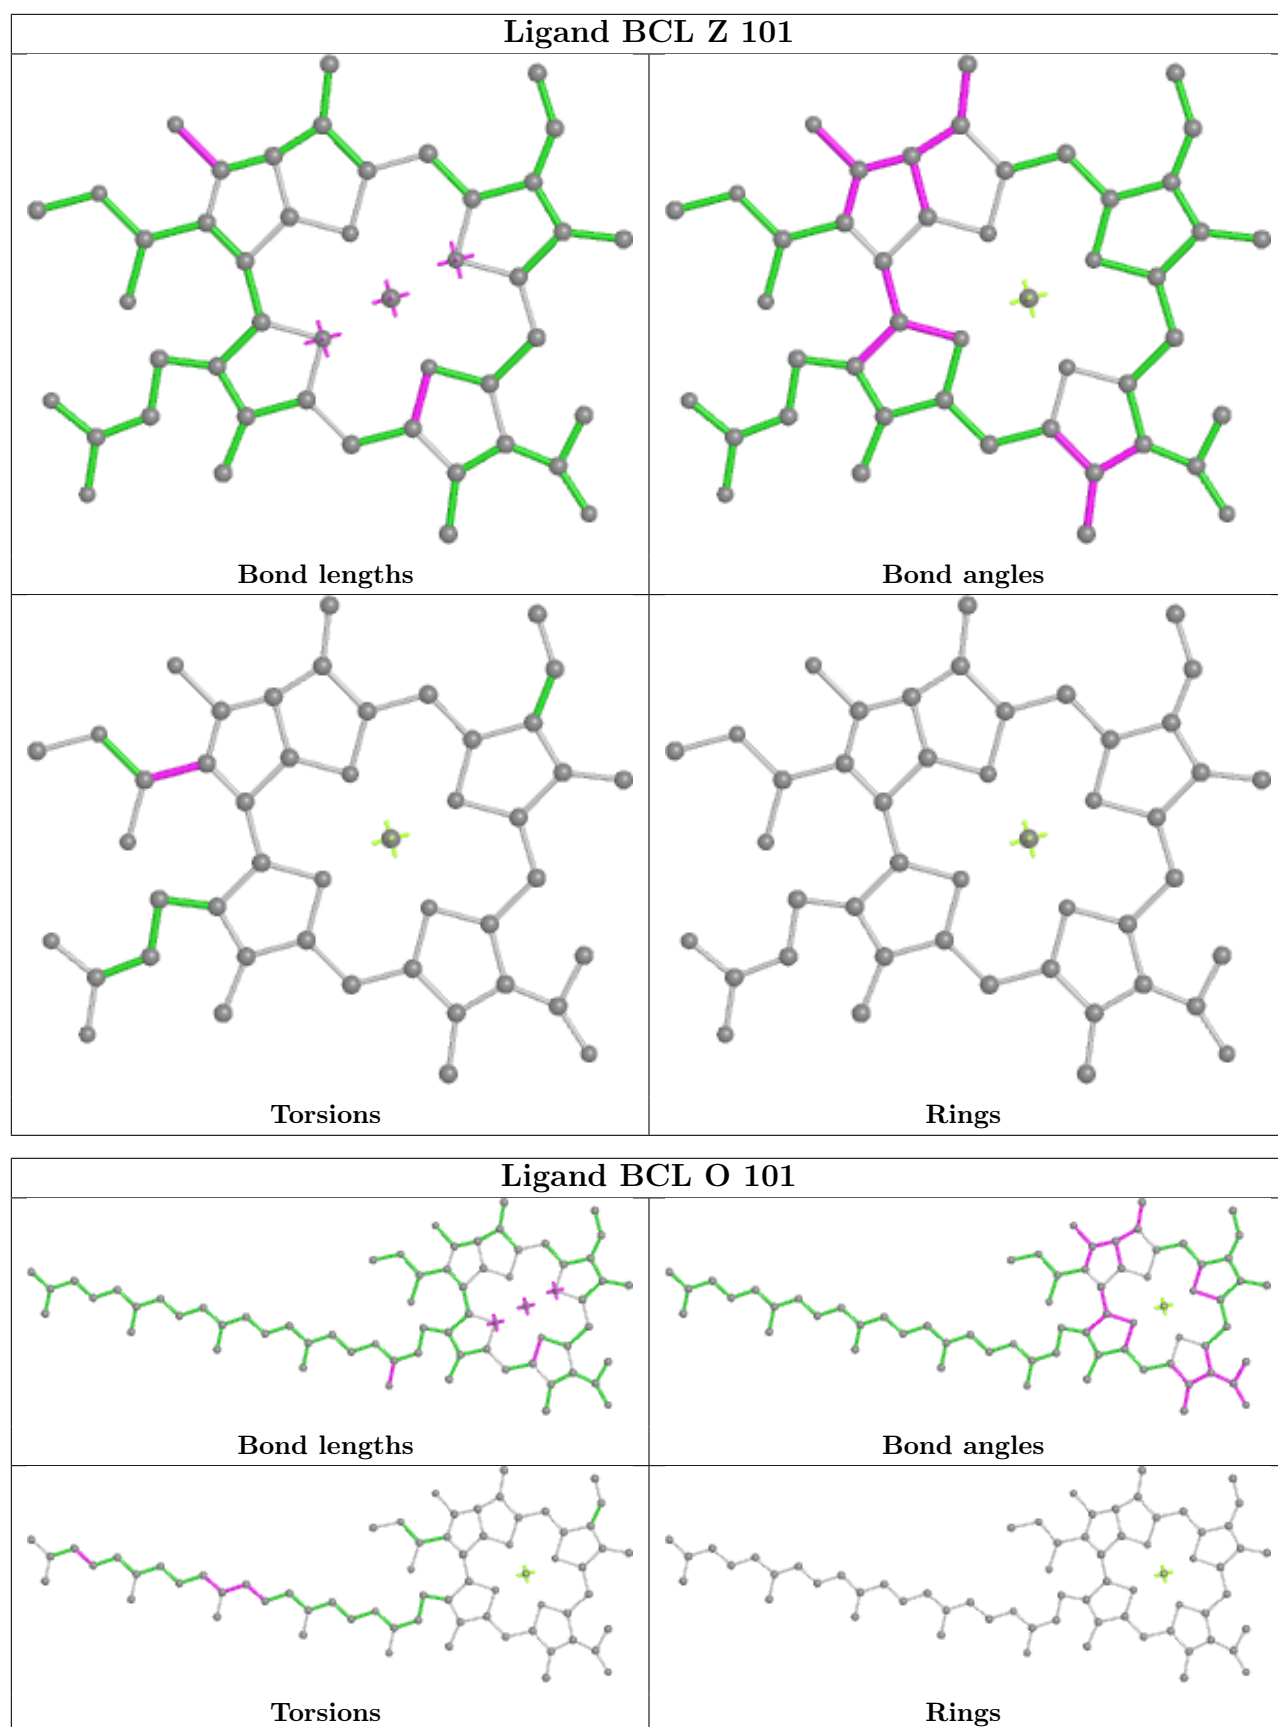 Ligand BCL Z 101
Bond lengths
Bond angles
Torsions
Rings
Ligand BCL O 101
Bond lengths
Bond angles
Torsions
Rings